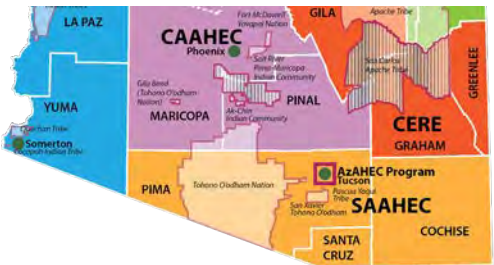 LA PAZ
Fort McDowell
Yavapai Nation
GILA
Apache Tribe
CAAHEC
Phoenix
Salt River
Pima-Maricopa
Indian Community
San Carlos
Apache Tribe
GREENLEE
Gila Bend
(Tohono O'odham
Nation)
YUMA
MARICOPA
Ak-Chin
Indian Community
PINAL
CERE
GRAHAM
Quechan Tribe
Somerton
Cocopah Indian Tribe
PIMA
Tohono O'odham Nation
AzAHEC Program
Tucson
Pascua Yaqui
Tribe
San Xavier
Tohono O'odham
SAAHEC
COCHISE
SANTA
CRUZ